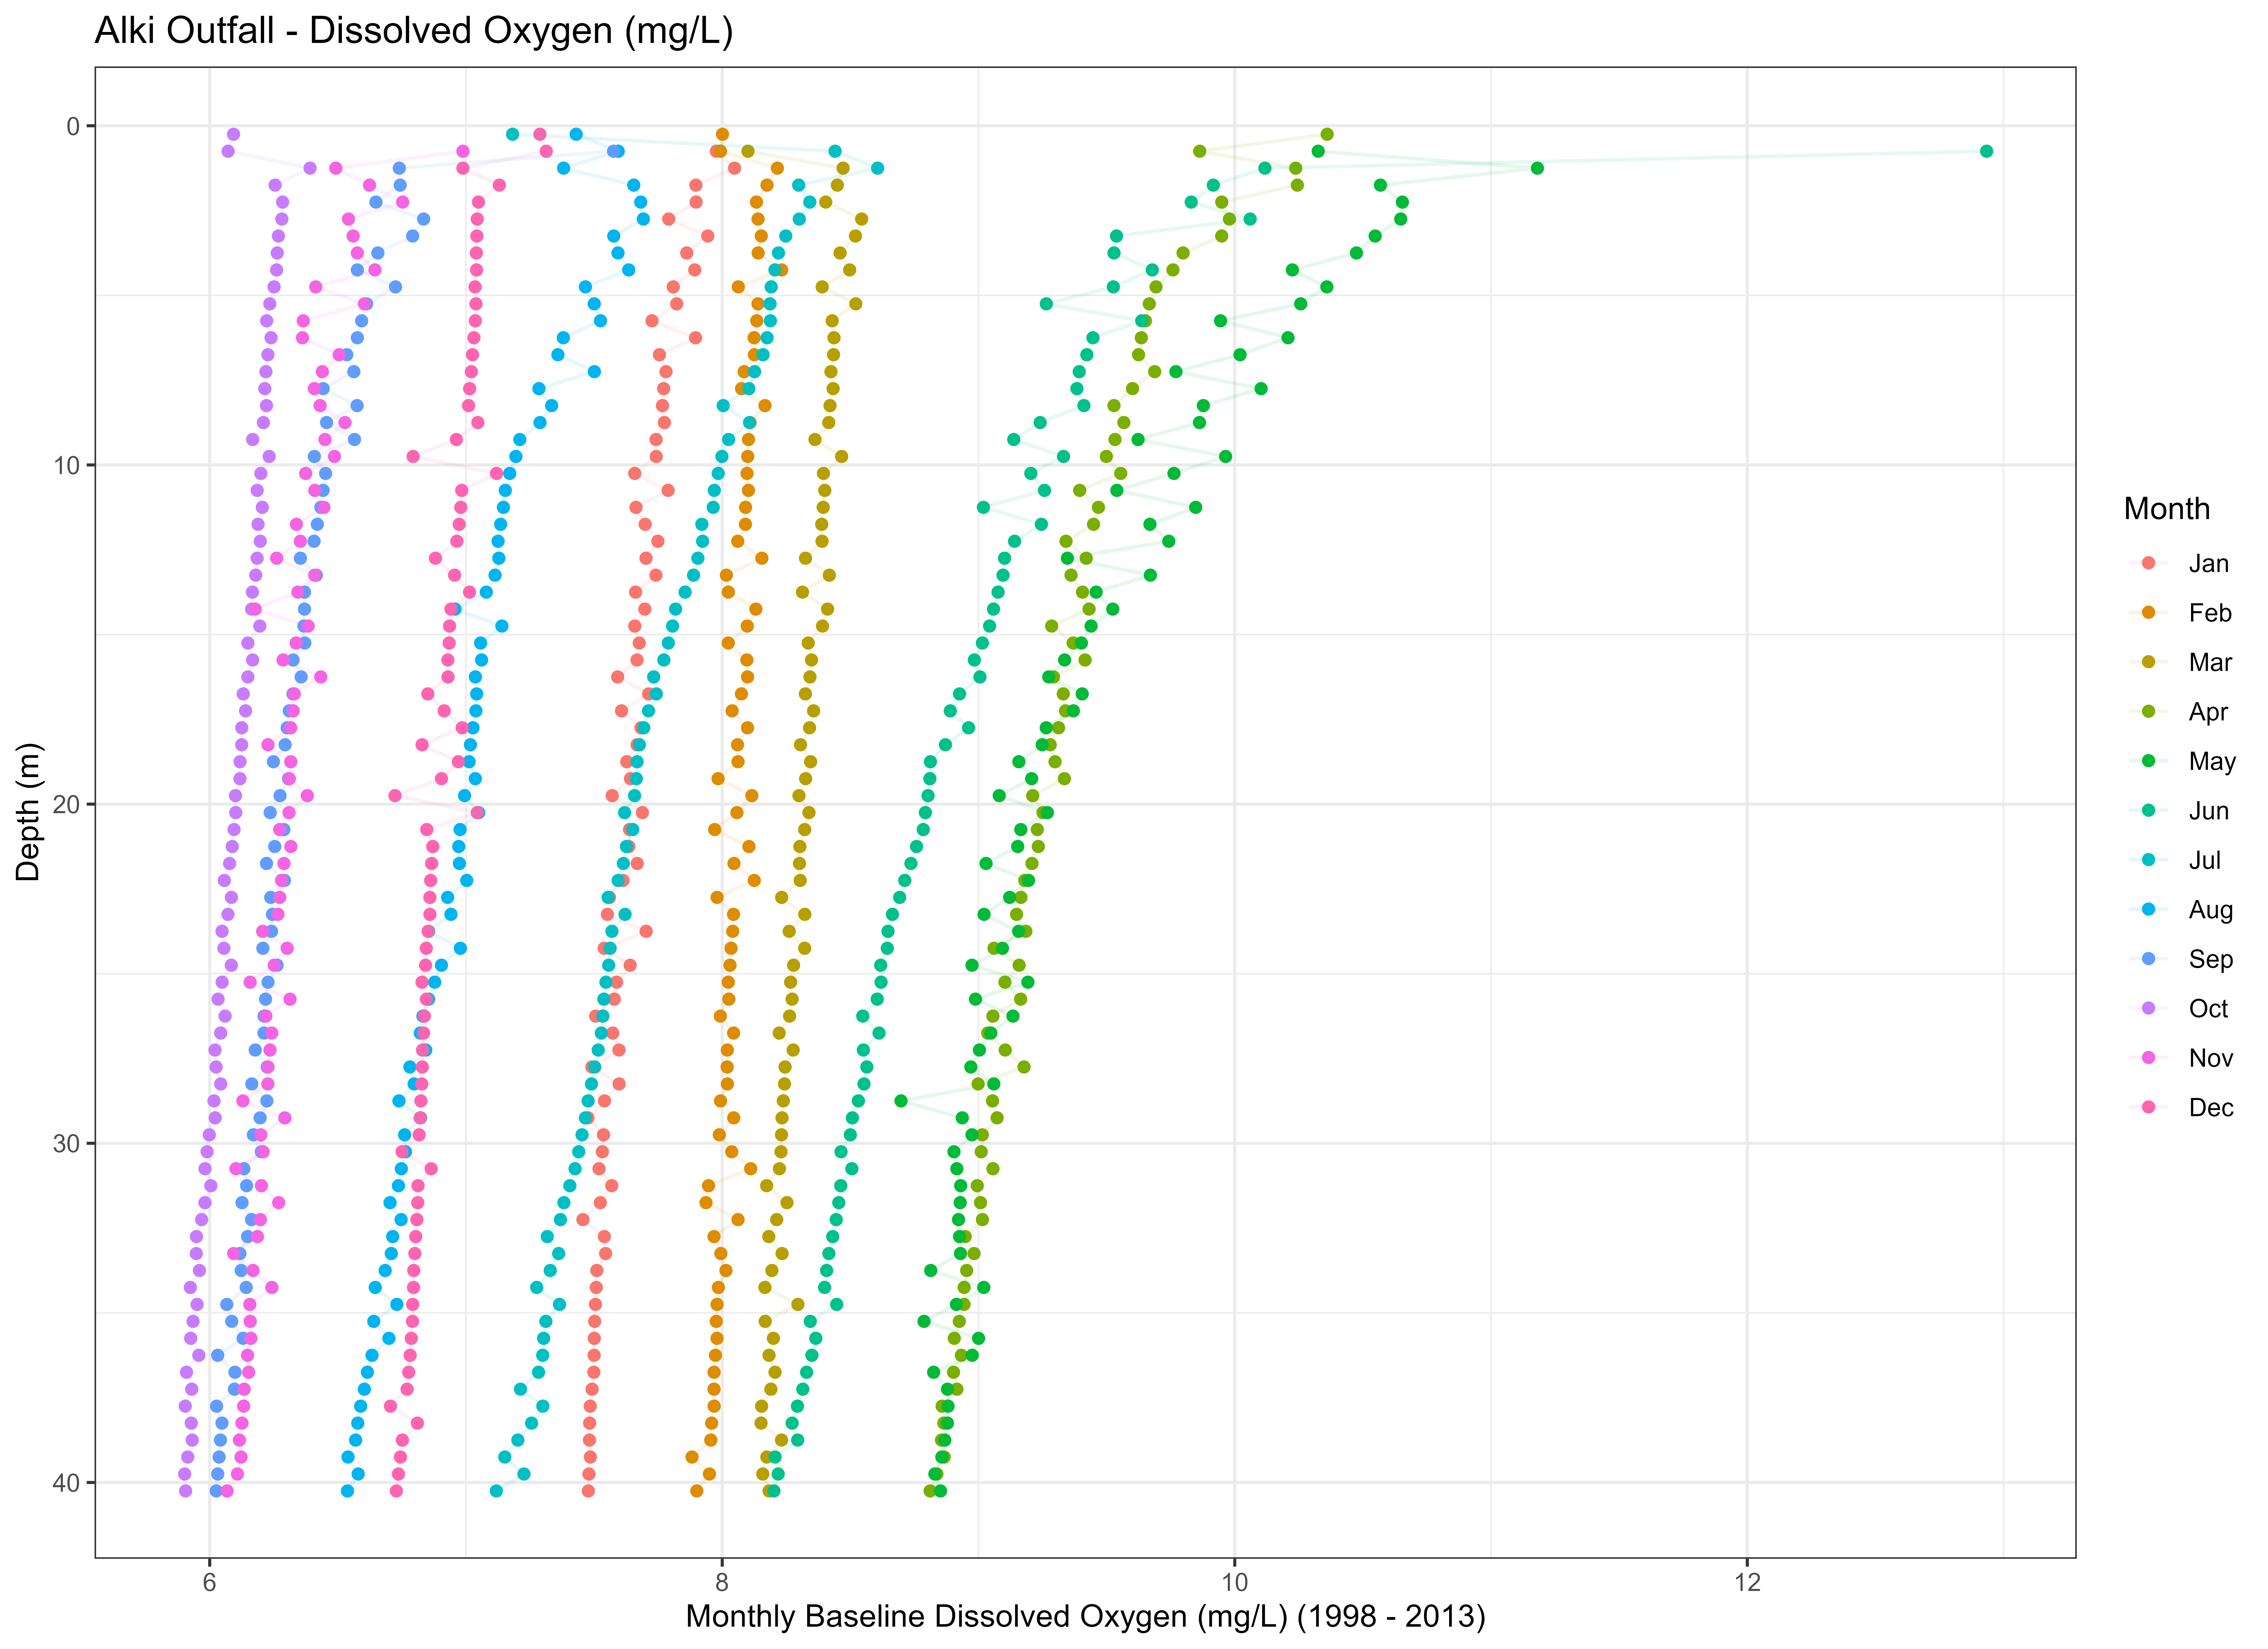 Alki Outfall - Dissolved Oxygen (mg/L)
0
10
20
30
40
Depth (m)
6
8
10
12
Monthly Baseline Dissolved Oxygen (mg/L) (1998 - 2013)
Month
Jan
Feb
Mar
Apr
May
Jun
Jul
Aug
Sep
Oct
Nov
Dec